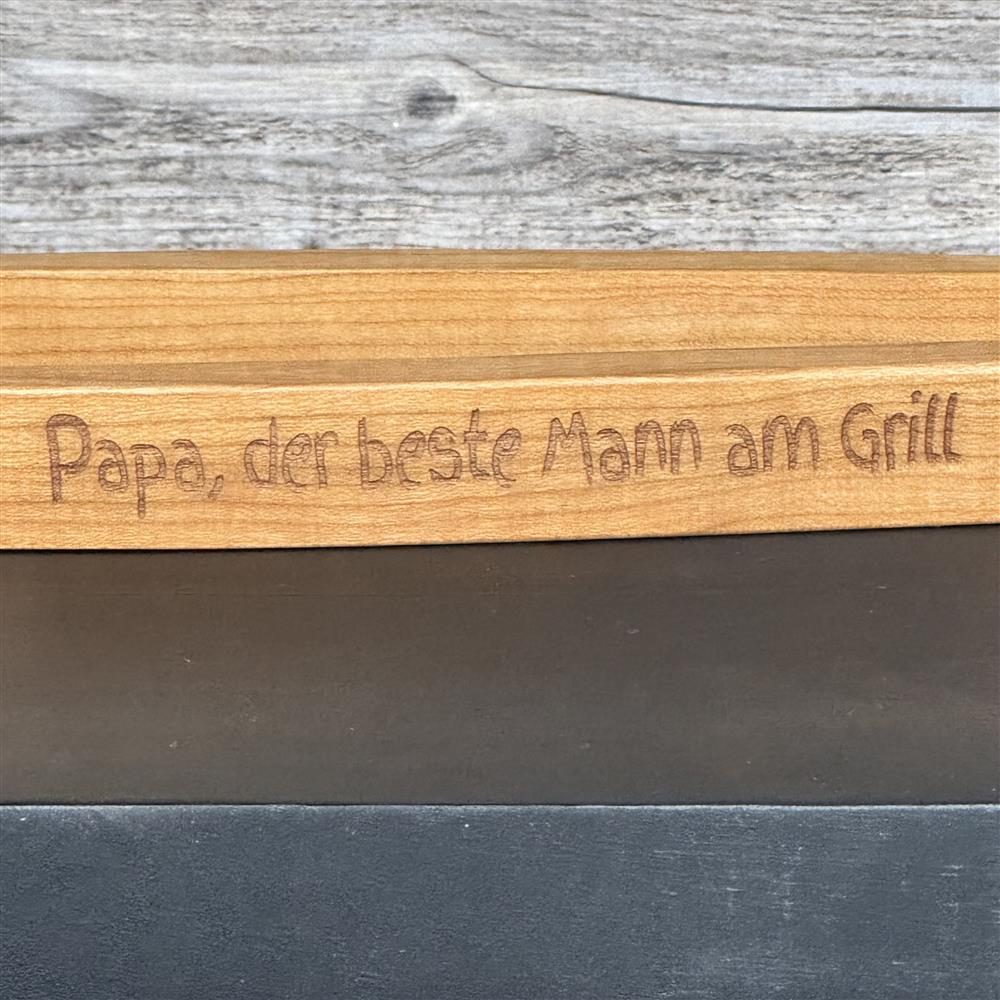 Papa, der beste Mann am Grill